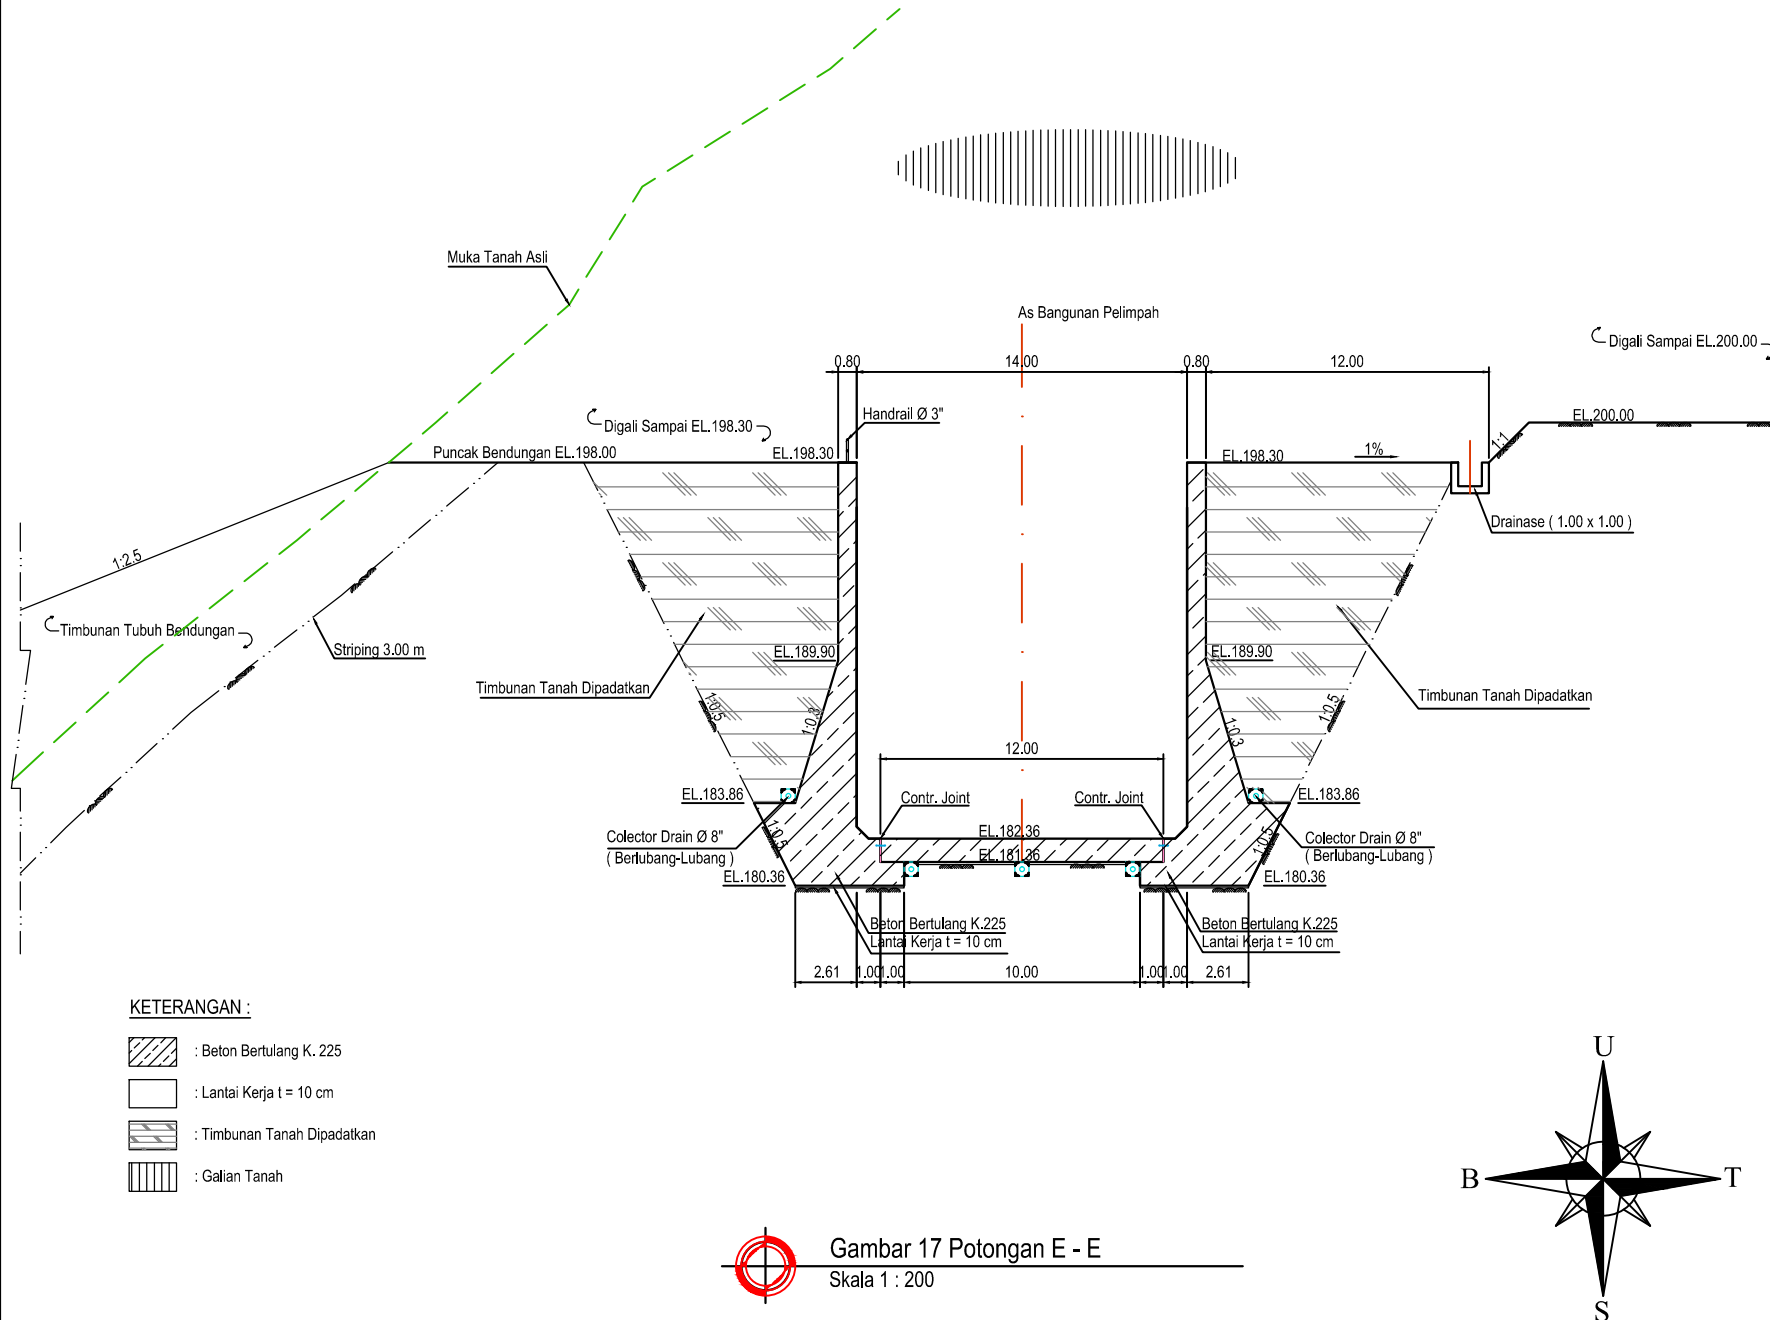 Muka Tanah Asli
As Bangunan Pelimpah
Digali Sampai EL.200.00
0.80
14.00
0.80
12.00
Handrail Ø 3"
EL.200.00
Digali Sampai EL.198.30
1:1
Puncak Bendungan EL.198.00
EL.198.30
EL.198.30
1%
Drainase ( 1.00 x 1.00 )
1:2.5
Timbunan Tubuh Bendungan
Striping 3.00 m
EL.189.90
EL.189.90
Timbunan Tanah Dipadatkan
Timbunan Tanah Dipadatkan
1:0.5
1:0.3
1:0.3
1:0.5
12.00
EL.183.86
Contr. Joint
Contr. Joint
EL.183.86
Colector Drain Ø 8"
( Berlubang-Lubang )
1:0.5
EL.182.36
1:0.5
Colector Drain Ø 8"
( Berlubang-Lubang )
EL.181.36
EL.180.36
EL.180.36
Beton Bertulang K.225
Lantai Kerja t = 10 cm
Beton Bertulang K.225
Lantai Kerja t = 10 cm
2.61
1.00
1.00
10.00
1.00
1.00
2.61
KETERANGAN :
: Beton Bertulang K. 225
: Lantai Kerja t = 10 cm
: Timbunan Tanah Dipadatkan
: Galian Tanah
U
B
T
S
Gambar 17 Potongan E - E
Skala 1 : 200